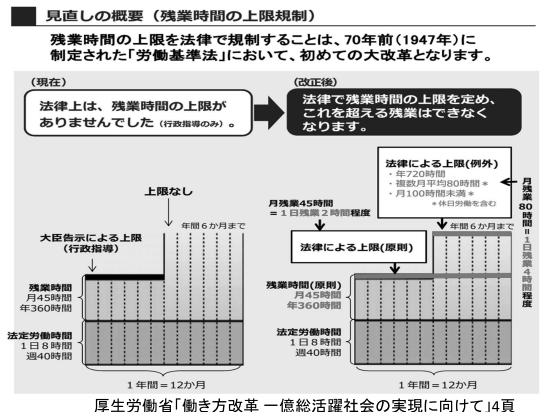 見直しの概要（残業時間の上限規制）
残業時間の上限を法律で規制することは、70年前（1947年）に
制定された「労働基準法」において、初めての大改革となります。
（現在）
法律上は、残業時間の上限が
ありませんでした（行政指導のみ）。
（改正後）
法律で残業時間の上限を定め、
これを超える残業はできなく
なります。
上限なし
年間６か月まで
大臣告示による上限
（行政指導）
残業時間
月45時間
年360時間
法定労働時間
１日８時間
週40時間
１年間＝12か月
法律による上限（例外）
・年720時間
・複数月平均80時間＊
・月100時間未満＊
＊休日労働を含む
月残業80時間＝１日残業４時間程度
月残業45時間
＝１日残業２時間程度
年間６か月まで
法律による上限（原則）
残業時間（原則）
月45時間
年360時間
法定労働時間
１日８時間
週40時間
１年間＝12か月
厚生労働省「働き方改革 一億総活躍社会の実現に向けて」4頁